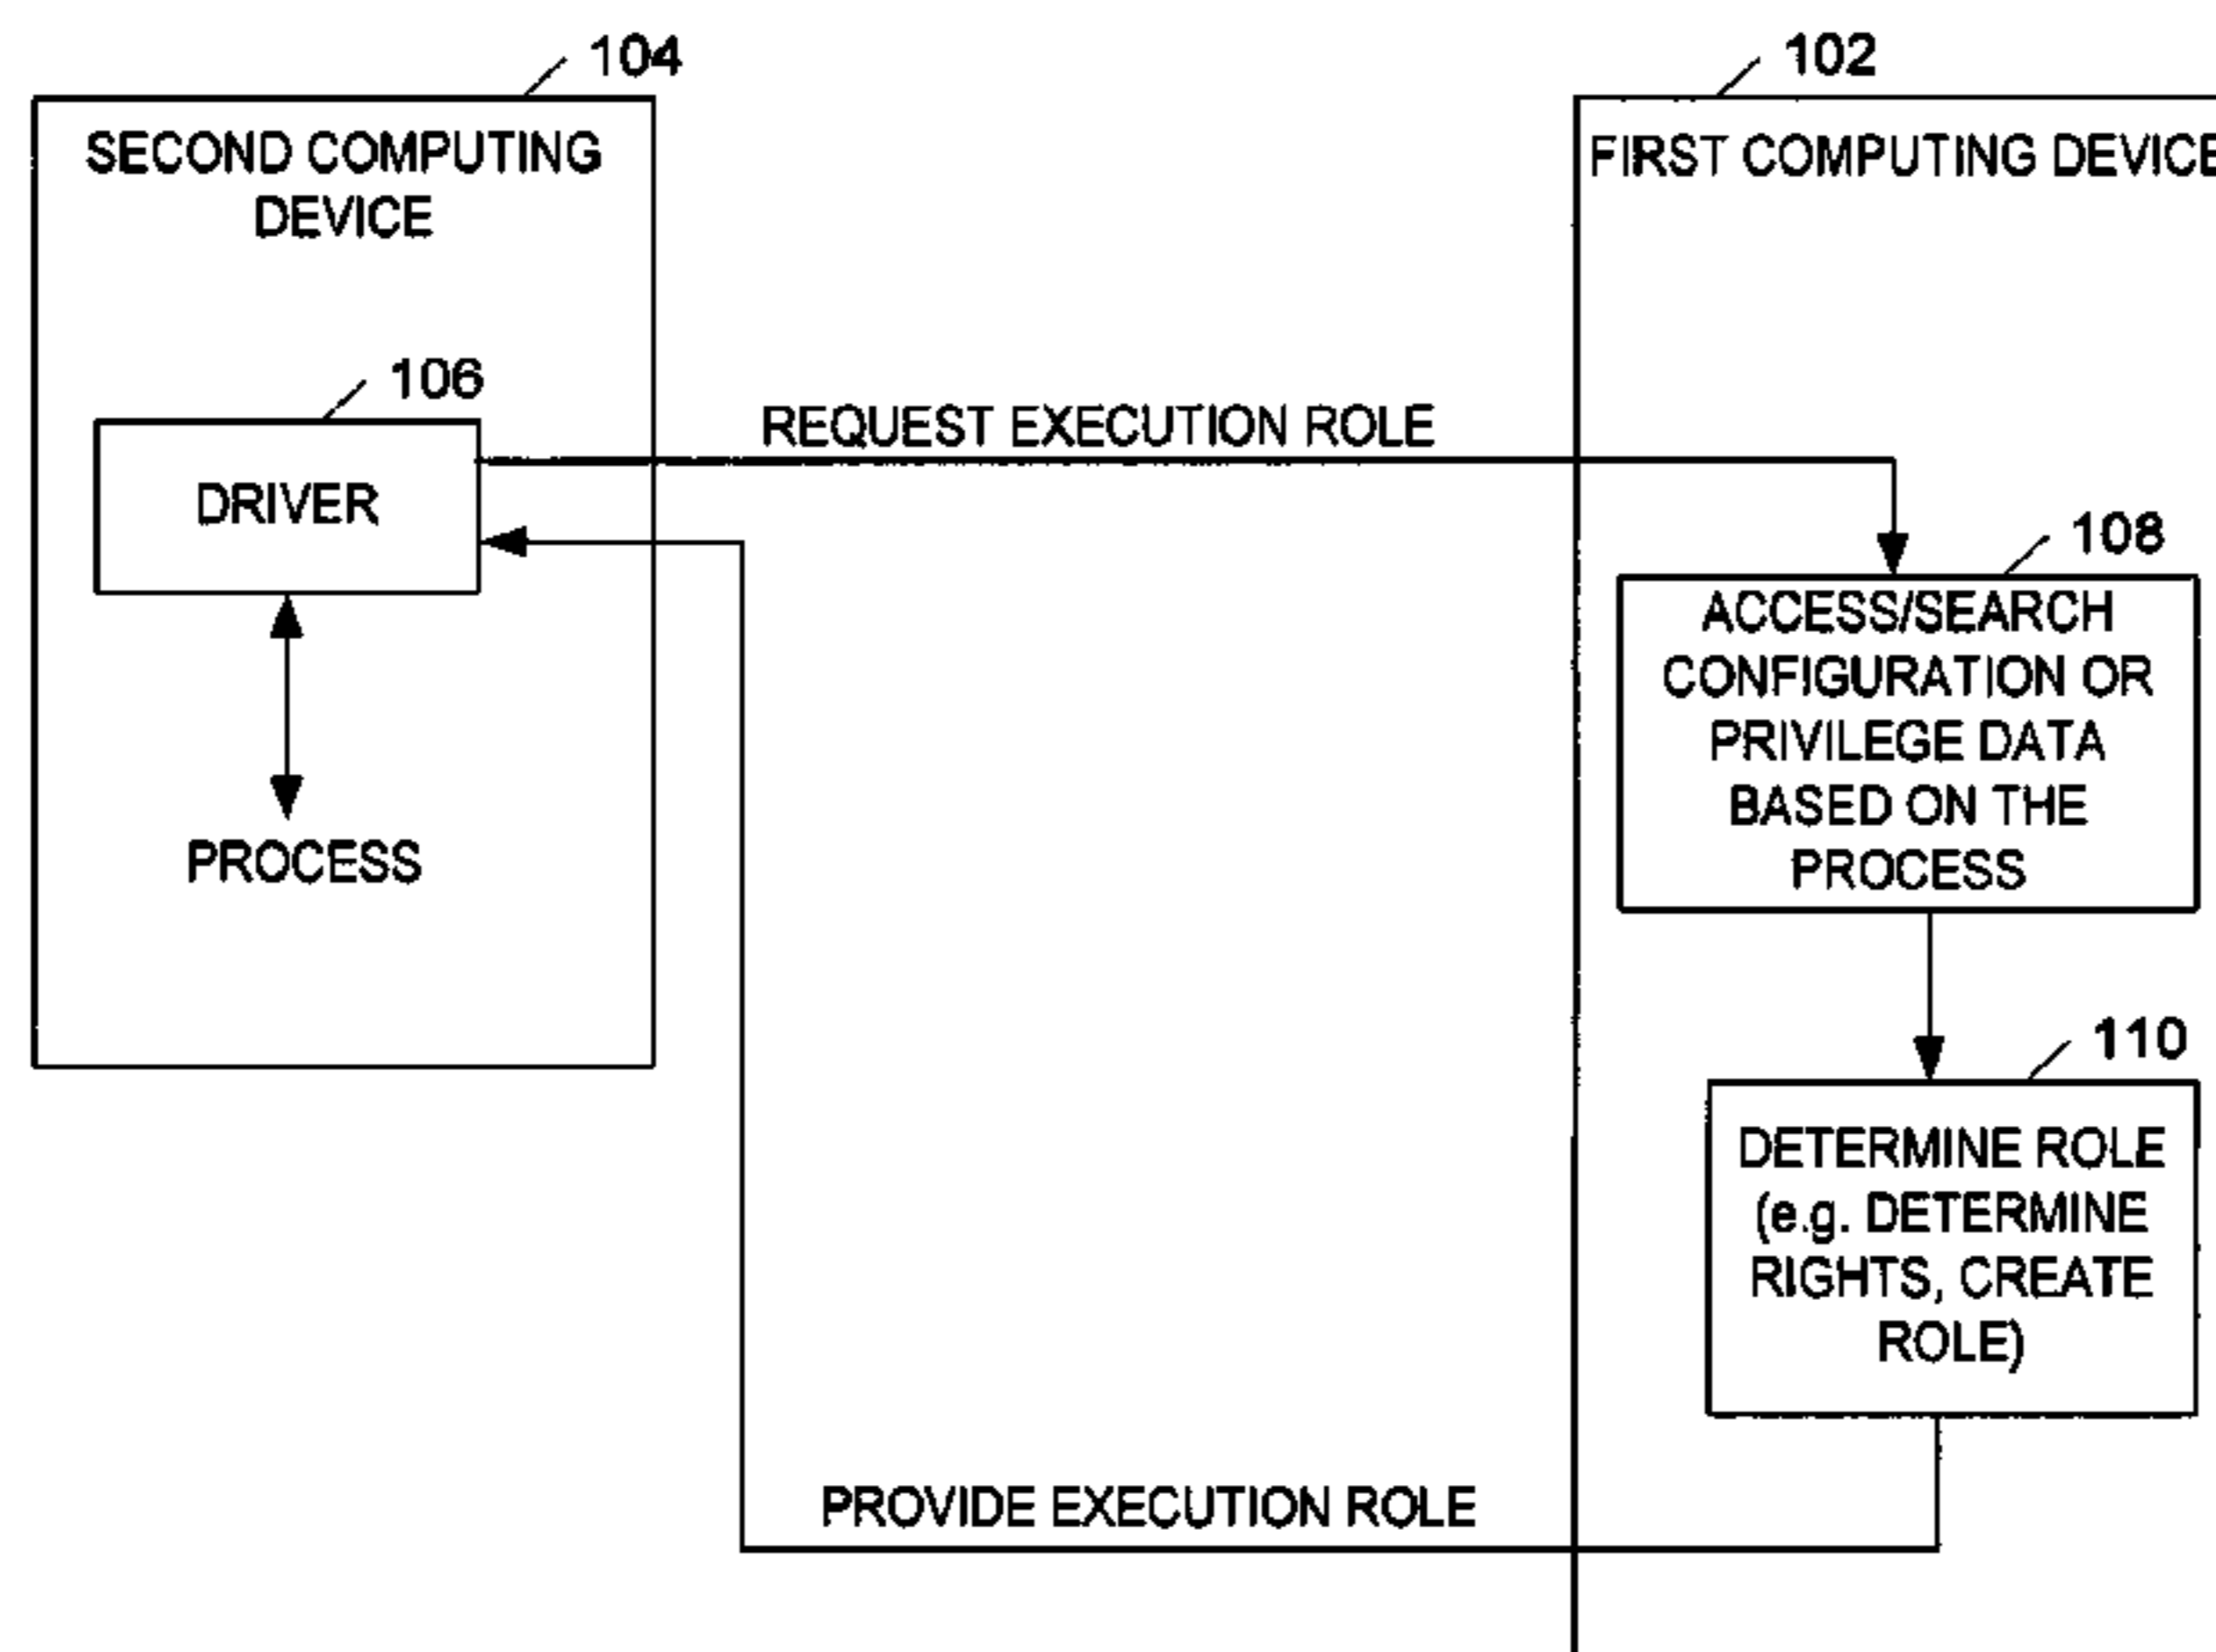 104
SECOND COMPUTING
DEVICE
106
DRIVER
PROCESS
REQUEST EXECUTION ROLE
102
FIRST COMPUTING DEVICE
108
ACCESS/SEARCH
CONFIGURATION OR
PRIVILEGE DATA
BASED ON THE
PROCESS
110
DETERMINE ROLE
(e.g. DETERMINE
RIGHTS, CREATE
ROLE)
PROVIDE EXECUTION ROLE